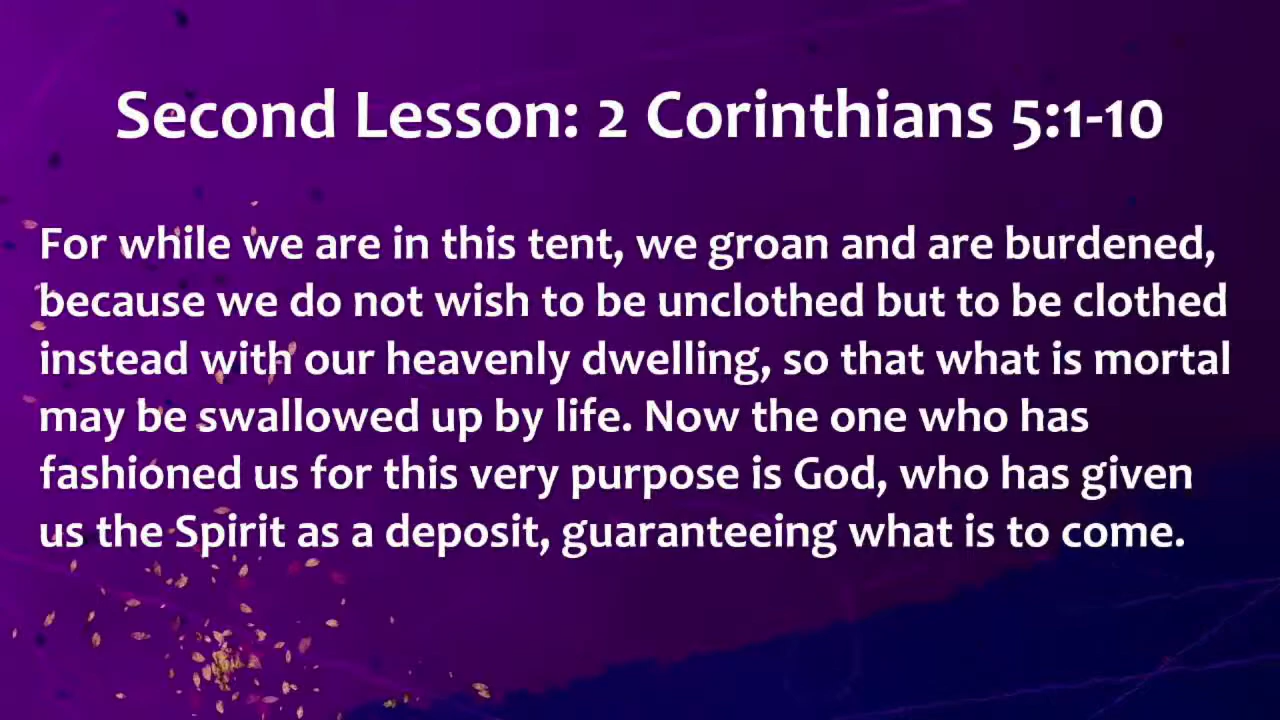 Second Lesson: 2 Corinthians 5:1-10
For while we are in this tent, we groan and are burdened,
because we do not wish to be unclothed but to be clothed
instead with our heavenly dwelling, so that what is mortal
may be swallowed up by life. Now the one who has
fashioned us for this very purpose is God, who has given
us the Spirit as a deposit, guaranteeing what is to come.